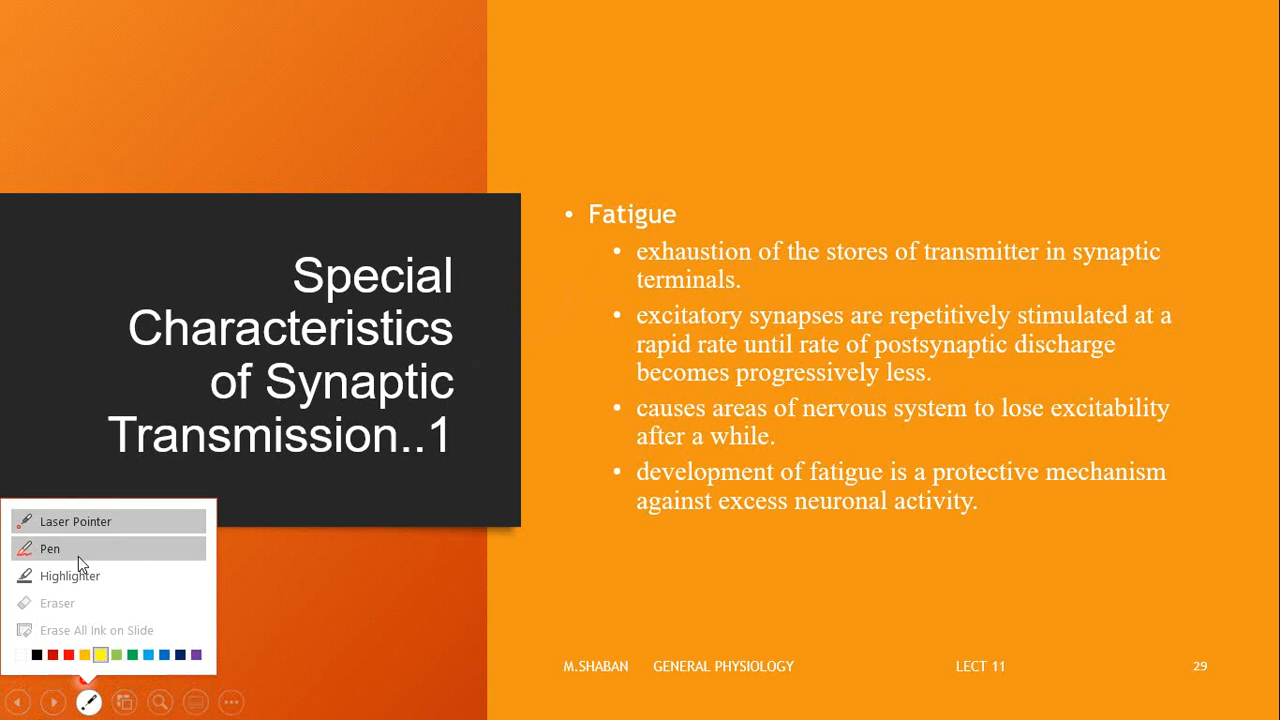 Special
Characteristics
of Synaptic
Transmission..1
• Fatigue
• exhaustion of the stores of transmitter in synaptic
terminals.
• excitatory synapses are repetitively stimulated at a
rapid rate until rate of postsynaptic discharge
becomes progressively less.
• causes areas of nervous system to lose excitability
after a while.
• development of fatigue is a protective mechanism
against excess neuronal activity.
Laser Pointer
Pen
Highlighter
Eraser
Erase All Ink on Slide
M.SHABAN GENERAL PHYSIOLOGY LECT 11 29